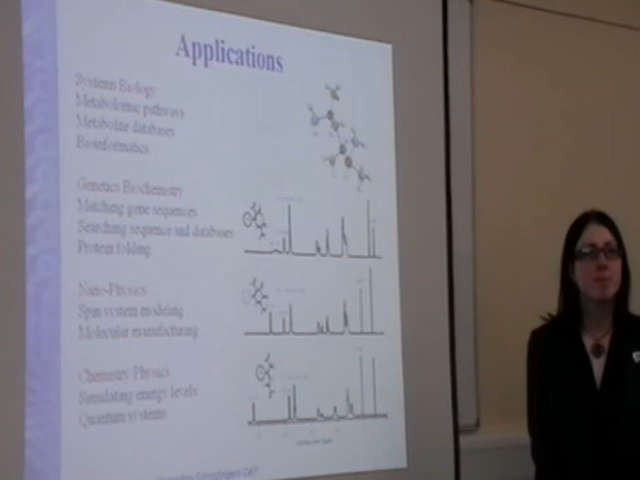 Applications
Systems Biology
Metabolomic pathways
Metabolite databases
Bioinformatics
Genetics Biochemistry
Matching gene sequences
Searching sequence and databases
Protein folding
Nano-Physics
Spin system modeling
Molecular manufacturing
Chemistry Physics
Simulating energy levels
Quantum systems